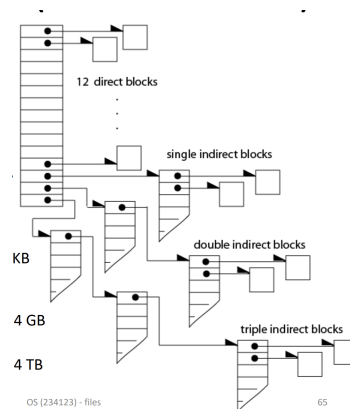 12 direct blocks
single indirect blocks
KB
double indirect blocks
4 GB
triple indirect blocks
4 TB
OS (234123) - files
65